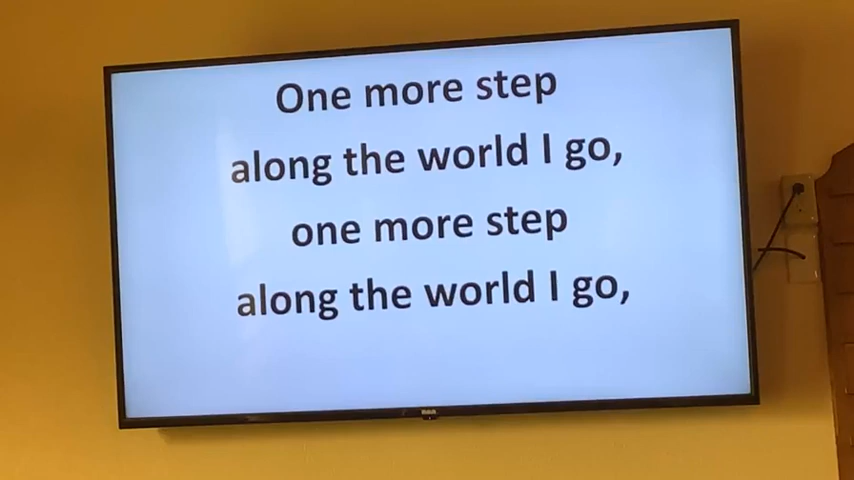 One more step
along the world I go,
one more step
along the world I go,